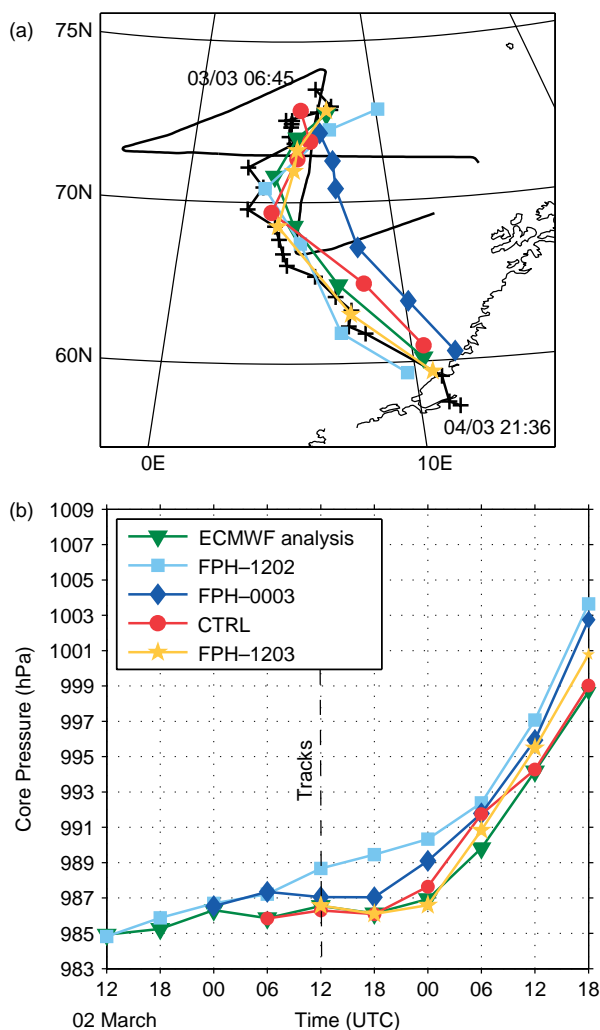 (a)
75N
03/03 06:45
70N
60N
04/03 21:36
0E
10E
(b)
1009
1007
1005
1003
1001
999
997
995
993
991
989
987
985
983
Core Pressure (hPa)
ECMWF analysis
FPH–1202
FPH–0003
CTRL
FPH–1203
Tracks
12
18
00
06
12
18
00
06
12
18
02 March
Time (UTC)